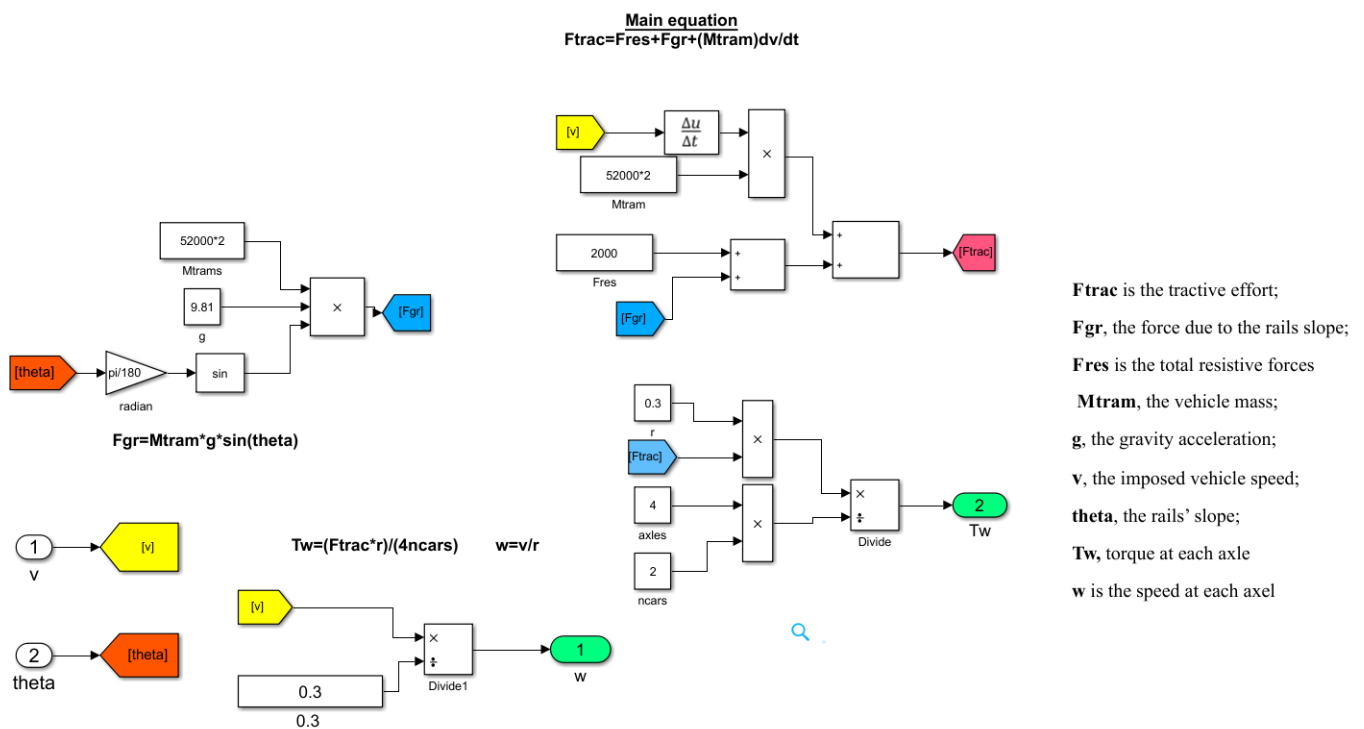 Main equation
Ftrac=Fres+Fgr+(Mtram)dv/dt
[v]
Δu
Δt
×
52000*2
Mtram
2000
Fres
[Fgr]
+
+
+
+
[Ftrac]
52000*2
Mtrams
9.81
g
×
[Fgr]
[theta]
pi/180
radian
sin
Fgr=Mtram*g*sin(theta)
0.3
r
[Ftrac]
×
4
axles
2
ncars
×
×
÷
Divide
2
Tw
1
v
[v]
2
theta
[theta]
Tw=(Ftrac*r)/(4ncars) w=v/r
[v]
0.3
0.3
×
÷
Divide1
1
w
Ftrac is the tractive effort;
Fgr, the force due to the rails slope;
Fres is the total resistive forces
Mtram, the vehicle mass;
g, the gravity acceleration;
v, the imposed vehicle speed;
theta, the rails’ slope;
Tw, torque at each axle
w is the speed at each axel